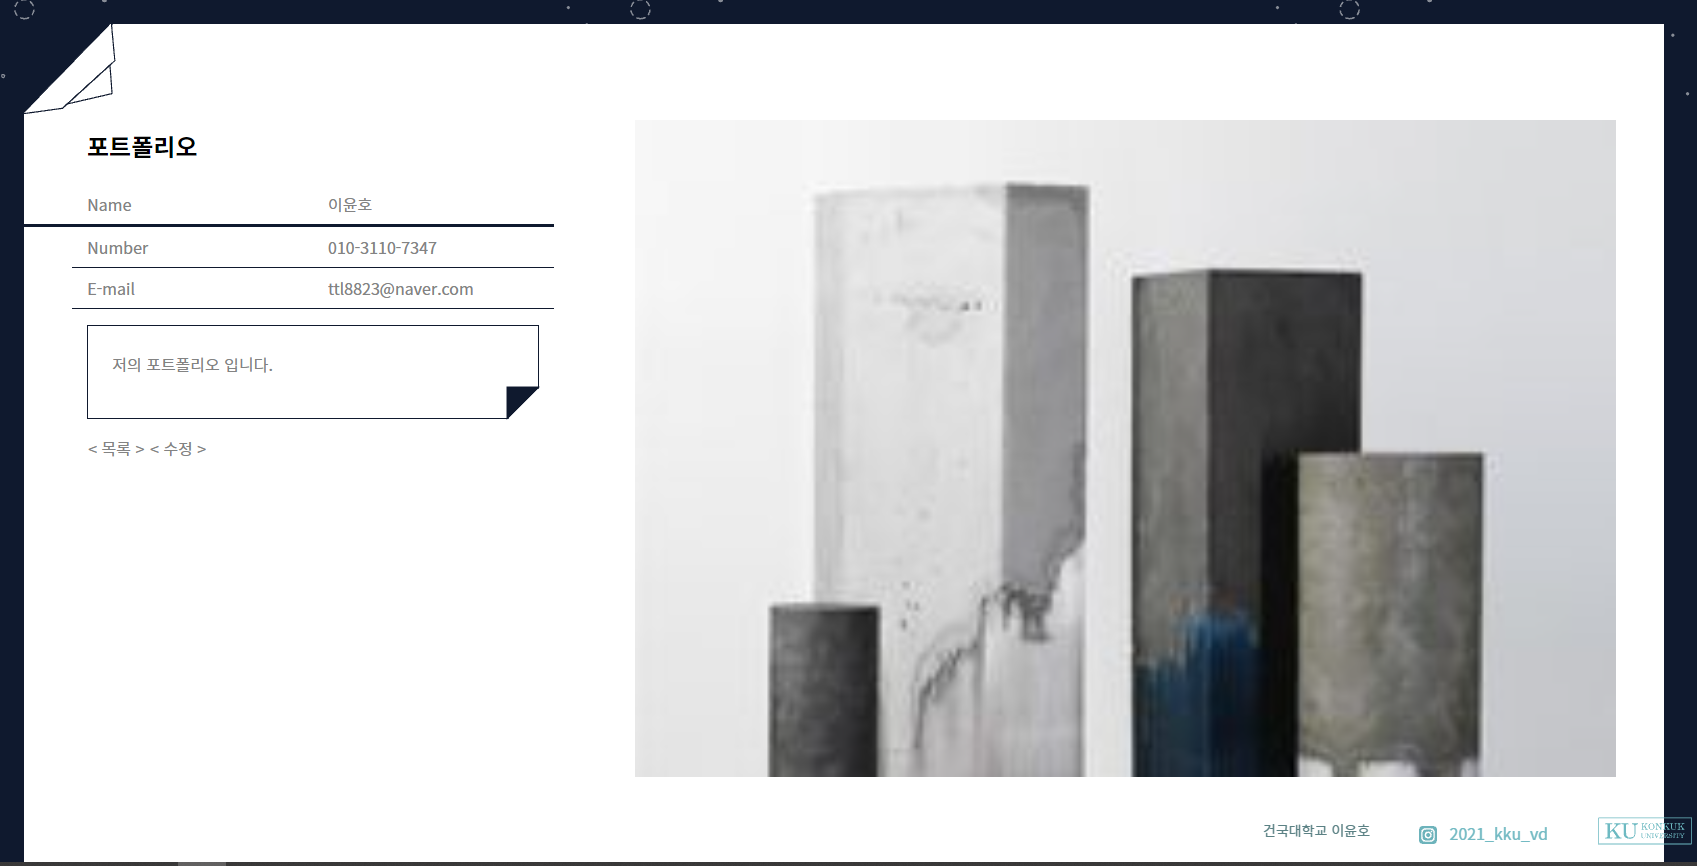 포트폴리오
Name 이윤호
Number 010-3110-7347
E-mail ttl8823@naver.com
저의 포트폴리오 입니다.
< 목록 > < 수정 >
건국대학교 이윤호
2021_kku_vd
KU KONKUK UNIVERSITY